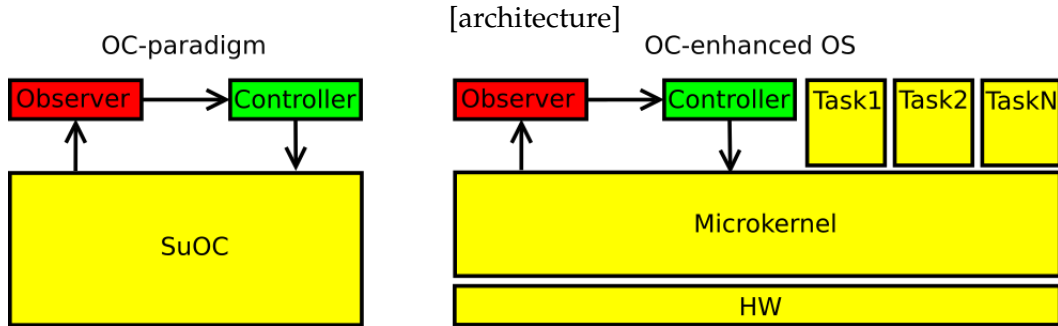 [architecture]
OC-paradigm
OC-enhanced OS
Observer
Controller
Observer
Controller
Task1
Task2
TaskN
SuOC
Microkernel
HW